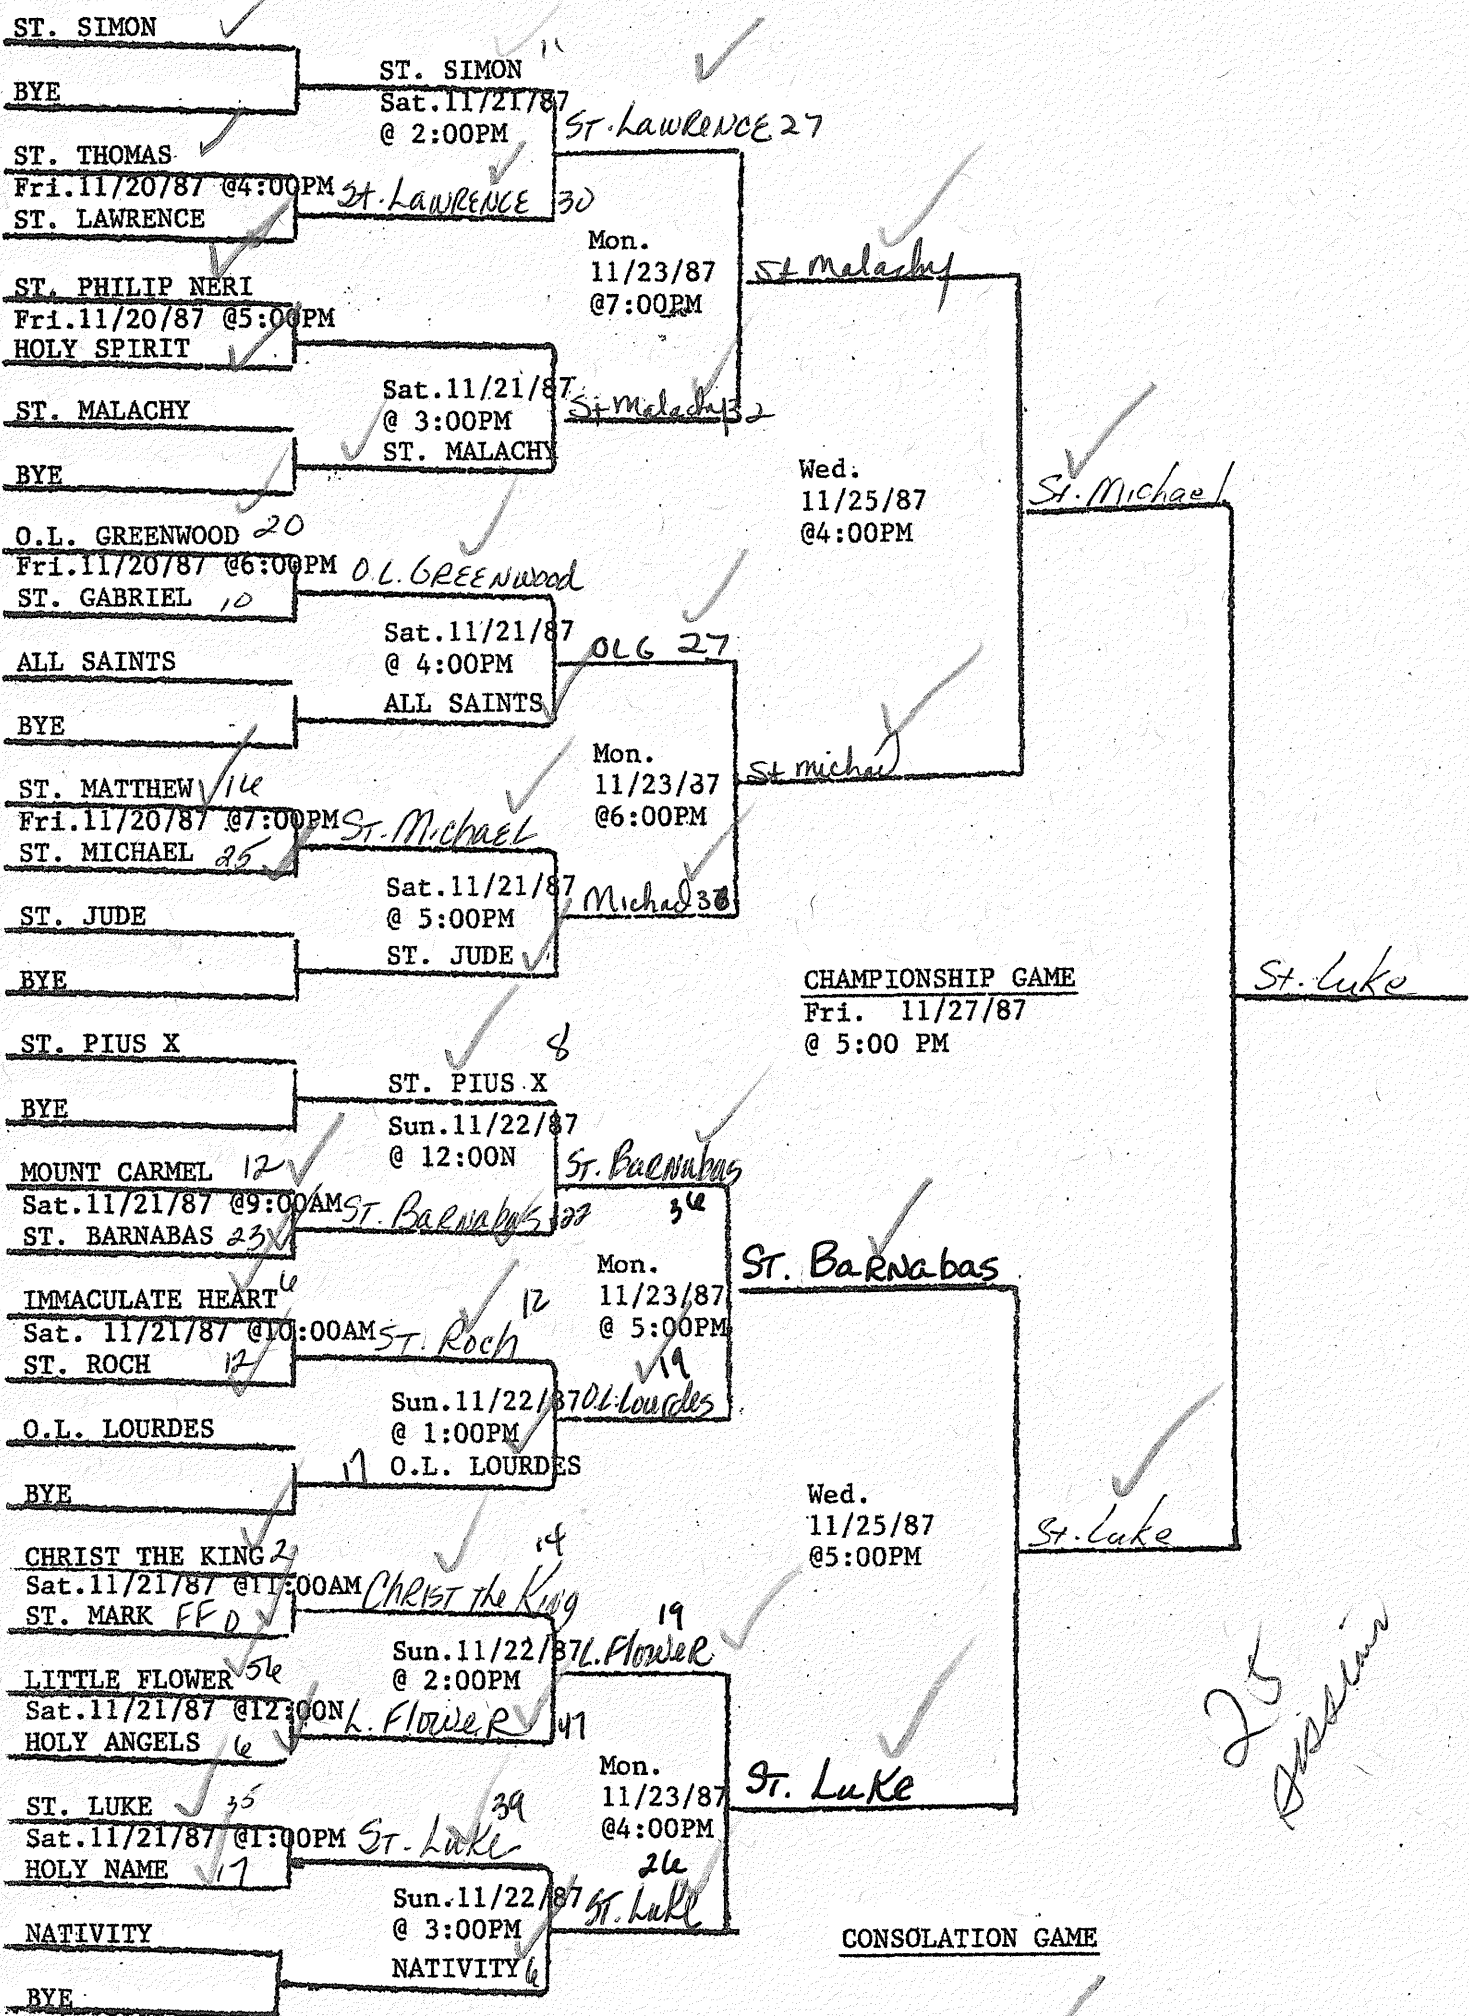 ST. SIMON
BYE
ST. SIMON 11
Sat.11/21/87
@ 2:00PM
ST. LAWRENCE 27
ST. THOMAS
Fri.11/20/87 @4:00PM
ST. LAWRENCE
St. LAWRENCE 30
ST. PHILIP NERI
Fri.11/20/87 @5:00PM
HOLY SPIRIT
Mon.
11/23/87
@7:00PM
St Malachy
ST. MALACHY
BYE
Sat.11/21/87
@ 3:00PM
ST. MALACHY
St Malachy 32
Wed.
11/25/87
@4:00PM
St. Michael
O.L. GREENWOOD 20
Fri.11/20/87 @6:00PM
ST. GABRIEL 10
O.L. GREENWOOD
Sat.11/21/87
@ 4:00PM
ALL SAINTS
OLG 27
ALL SAINTS
BYE
Mon.
11/23/87
@6:00PM
St michael
ST. MATTHEW 16
Fri.11/20/87 @7:00PM
ST. MICHAEL 25
ST. Michael
Sat.11/21/87
@ 5:00PM
ST. JUDE
Michael
ST. JUDE
BYE
CHAMPIONSHIP GAME
Fri. 11/27/87
@ 5:00 PM
St. Luke
ST. PIUS X
BYE
ST. PIUS X 8
Sun.11/22/87
@ 12:00N
ST. BARNabas
36
MOUNT CARMEL 12
Sat.11/21/87 @9:00AM
ST. BARNABAS 23
ST. BARNabas 22
Mon.
11/23/87
@ 5:00PM
ST. BaRNabas
IMMACULATE HEART 6
Sat. 11/21/87 @10:00AM
ST. ROCH 12
ST. Roch 12
Sun.11/22/87
@ 1:00PM
17 O.L. LOURDES
19
O.L. Lourdes
O.L. LOURDES
BYE
Wed.
11/25/87
@5:00PM
St. Luke
CHRIST THE KING 2
Sat.11/21/87 @11:00AM
ST. MARK FF 0
14
CHRIST the King
Sun.11/22/87
@ 2:00PM
19
L. FloweR
LITTLE FLOWER 56
Sat.11/21/87 @12:00N
HOLY ANGELS 6
L. FloweR 47
Mon.
11/23/87
@4:00PM
ST. Luke
ST. LUKE 35
Sat.11/21/87 @1:00PM
HOLY NAME 17
39
ST. Luke
Sun.11/22/87
@ 3:00PM
NATIVITY 6
26
ST. Luke
NATIVITY
BYE
CONSOLATION GAME
25